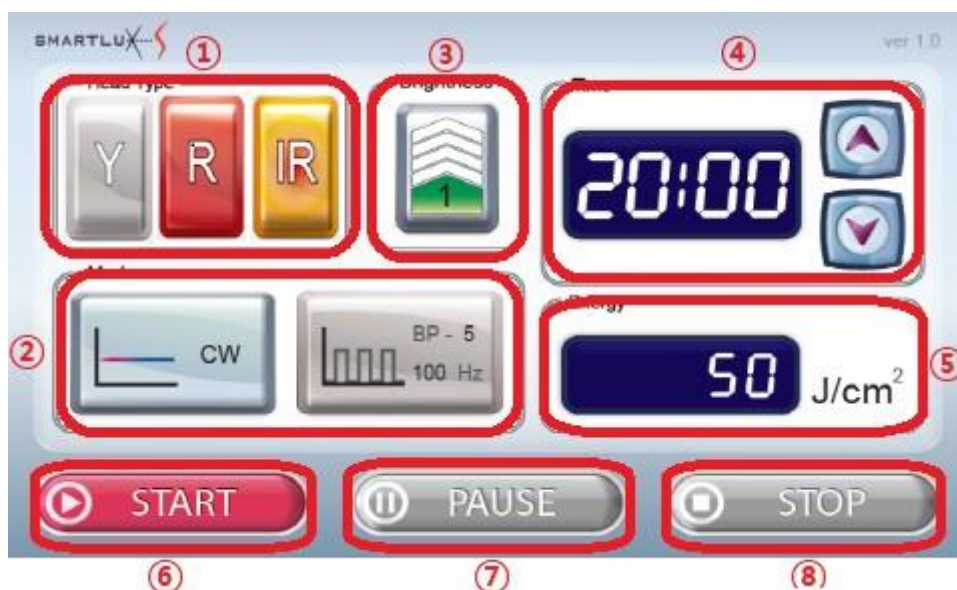 SMARTLUX S
ver 1.0
① ③ ④
Head Type
Brightness
Time
Y R IR
1
20:00
Mode
② CW
BP - 5
100 Hz
Energy
50 J/cm²
⑤
START PAUSE STOP
⑥ ⑦ ⑧